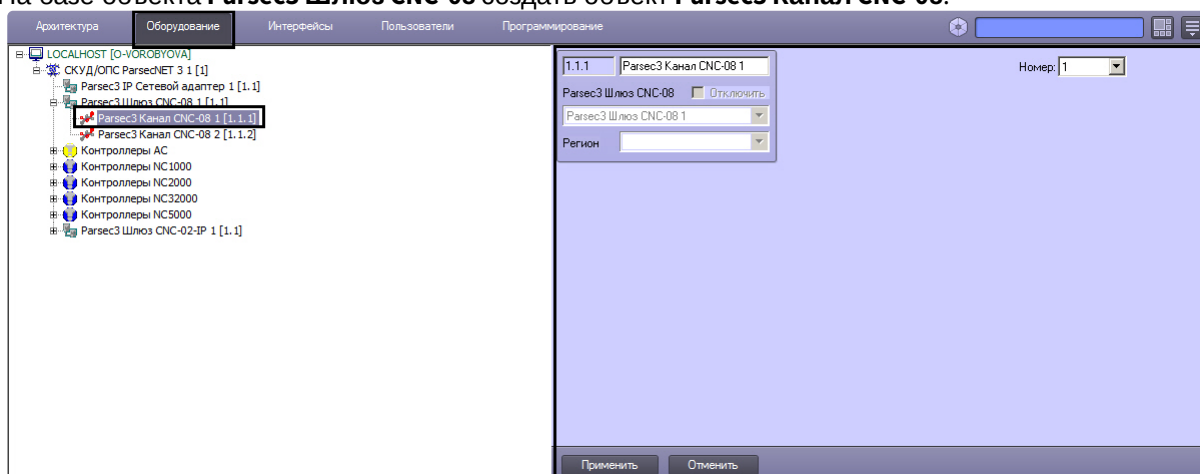 На базе объекта Parsec3 Шлюз CNC-08 создать объект Parsec3 Канал CNC-08.
Архитектура Оборудование Интерфейсы Пользователи Программирование
LOCALHOST [O-VOROBYOVA]
СКУД/ОПС ParsecNET 3 1 [1]
Parsec3 IP Сетевой адаптер 1 [1.1]
Parsec3 Шлюз CNC-08 1 [1.1]
Parsec3 Канал CNC-08 1 [1.1.1]
Parsec3 Канал CNC-08 2 [1.1.2]
Контроллеры AC
Контроллеры NC1000
Контроллеры NC2000
Контроллеры NC32000
Контроллеры NC5000
Parsec3 Шлюз CNC-02-IP 1 [1.1]
1.1.1 Parsec3 Канал CNC-08 1
Parsec3 Шлюз CNC-08 Отключить
Parsec3 Шлюз CNC-08 1
Регион
Номер: 1
Применить Отменить